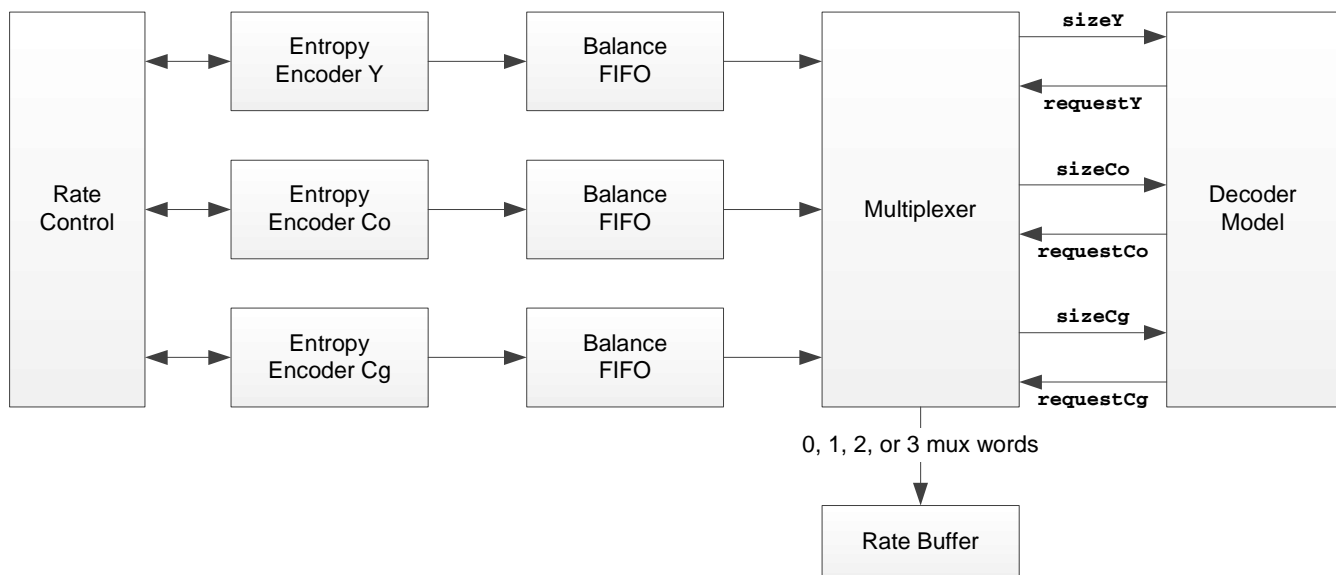 Rate
Control
Entropy
Encoder Y
Balance
FIFO
Entropy
Encoder Co
Balance
FIFO
Entropy
Encoder Cg
Balance
FIFO
Multiplexer
sizeY
requestY
sizeCo
requestCo
sizeCg
requestCg
Decoder
Model
0, 1, 2, or 3 mux words
Rate Buffer